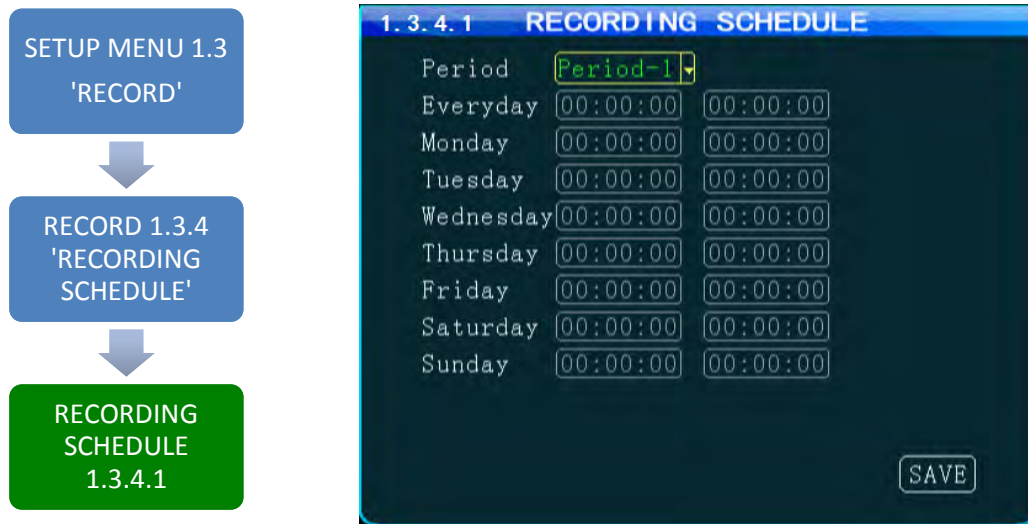 SETUP MENU 1.3
'RECORD'
RECORD 1.3.4
'RECORDING
SCHEDULE'
RECORDING
SCHEDULE
1.3.4.1
1.3.4.1 RECORDING SCHEDULE
Period Period-1
Everyday 00:00:00 00:00:00
Monday 00:00:00 00:00:00
Tuesday 00:00:00 00:00:00
Wednesday 00:00:00 00:00:00
Thursday 00:00:00 00:00:00
Friday 00:00:00 00:00:00
Saturday 00:00:00 00:00:00
Sunday 00:00:00 00:00:00
SAVE